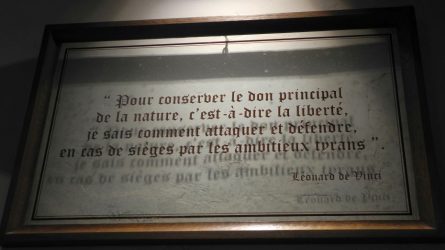 “ Pour conserver le don principal
de la nature, c'est-à-dire la liberté,
je sais comment attaquer et défendre,
en cas de sièges par les ambitieux tyrans ”.
Léonard de Vinci